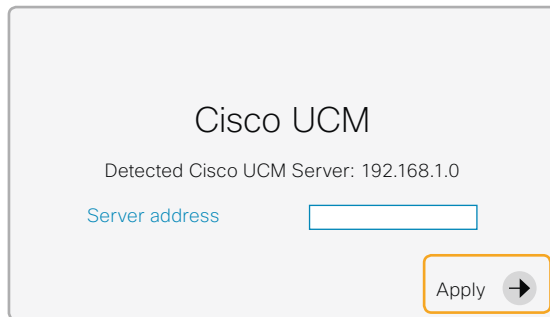 Cisco UCM
Detected Cisco UCM Server: 192.168.1.0
Server address
Apply